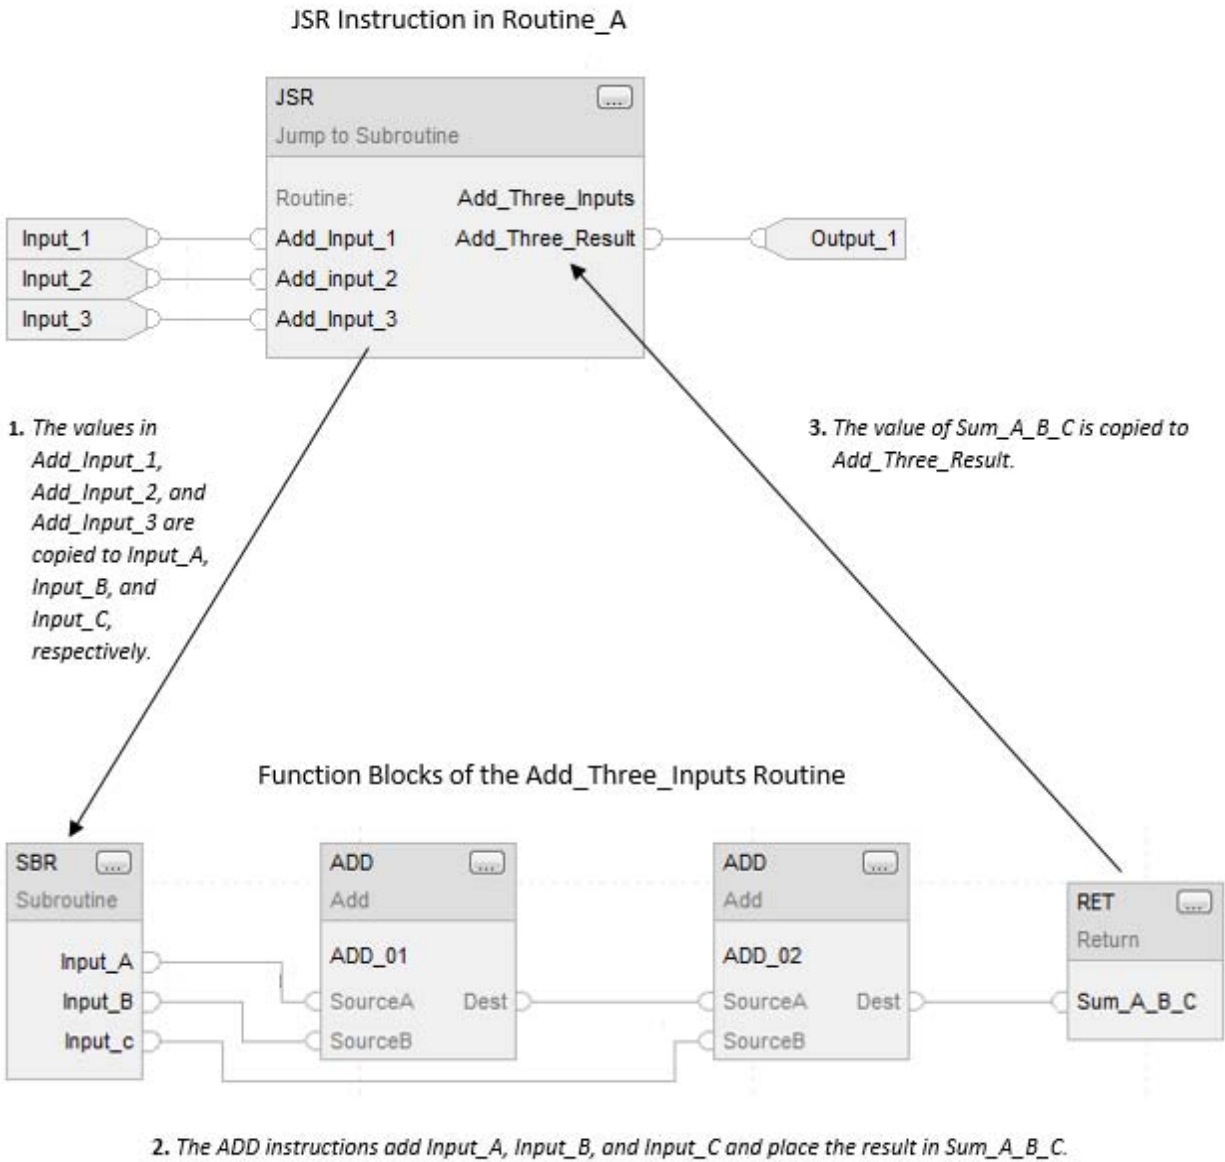 JSR Instruction in Routine_A
JSR ...
Jump to Subroutine
Routine: Add_Three_Inputs
Input_1 Add_Input_1 Add_Three_Result Output_1
Input_2 Add_input_2
Input_3 Add_Input_3
1. The values in
Add_Input_1,
Add_Input_2, and
Add_Input_3 are
copied to Input_A,
Input_B, and
Input_C,
respectively.
3. The value of Sum_A_B_C is copied to
Add_Three_Result.
Function Blocks of the Add_Three_Inputs Routine
SBR ...
Subroutine
Input_A
Input_B
Input_c
ADD ...
Add
ADD_01
SourceA Dest
SourceB
ADD ...
Add
ADD_02
SourceA Dest
SourceB
RET ...
Return
Sum_A_B_C
2. The ADD instructions add Input_A, Input_B, and Input_C and place the result in Sum_A_B_C.